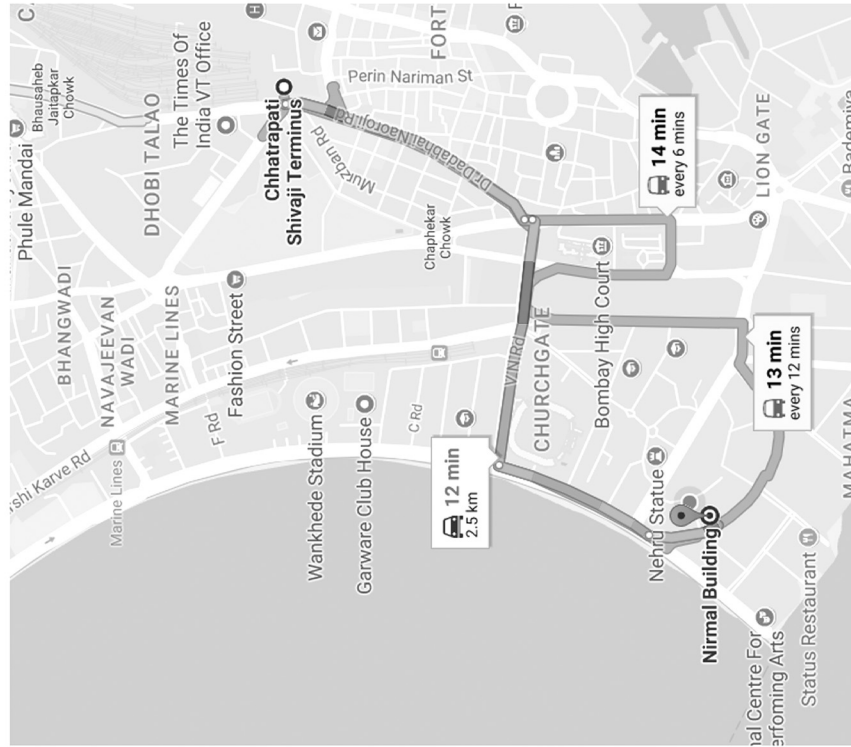 Phule Mandai
Bhausaheb
Jaitapkar
Chowk
BHANGWADI
NAVAJEEVAN
WADI
DHOBI TALAO
The Times Of
India VT Office
MARINE LINES
Marine Lines
rshi Karve Rd
F Rd
Fashion Street
Chhatrapati
Shivaji Terminus
Perin Nariman St
Murzban Rd
Dr Dadabhai Naoroji Rd
FORT
Wankhede Stadium
Garware Club House
C Rd
Chaphekar
Chowk
12 min
2.5 km
V N Rd
CHURCHGATE
Bombay High Court
14 min
every 6 mins
LION GATE
13 min
every 12 mins
Nehru Statue
Nirmal Building
nal Centre For
erfoming Arts
Status Restaurant
MAHATMA
Bademiya